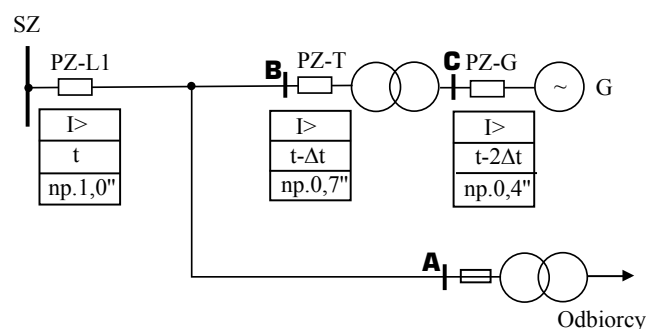 SZ
PZ-L1
B
PZ-T
C
PZ-G
~
G
I>
t
np.1,0"
I>
t-Δt
np.0,7"
I>
t-2Δt
np.0,4"
A
Odbiorcy